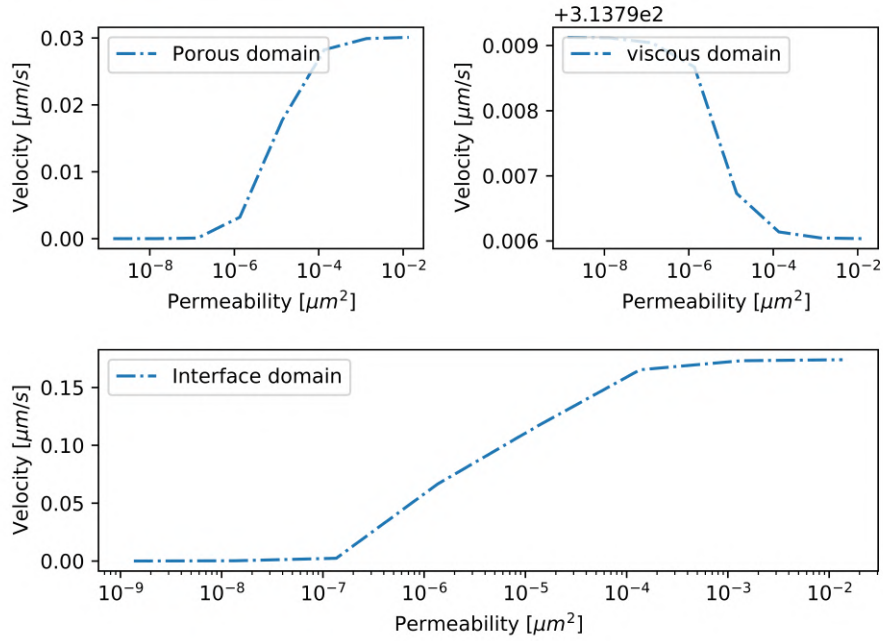 +3.1379e2
Velocity [μm/s]
0.03
0.02
0.01
0.00
Porous domain
10⁻⁸
10⁻⁶
10⁻⁴
10⁻²
Permeability [μm²]
Velocity [μm/s]
0.009
0.008
0.007
0.006
viscous domain
10⁻⁸
10⁻⁶
10⁻⁴
10⁻²
Permeability [μm²]
Velocity [μm/s]
0.15
0.10
0.05
0.00
Interface domain
10⁻⁹
10⁻⁸
10⁻⁷
10⁻⁶
10⁻⁵
10⁻⁴
10⁻³
10⁻²
Permeability [μm²]